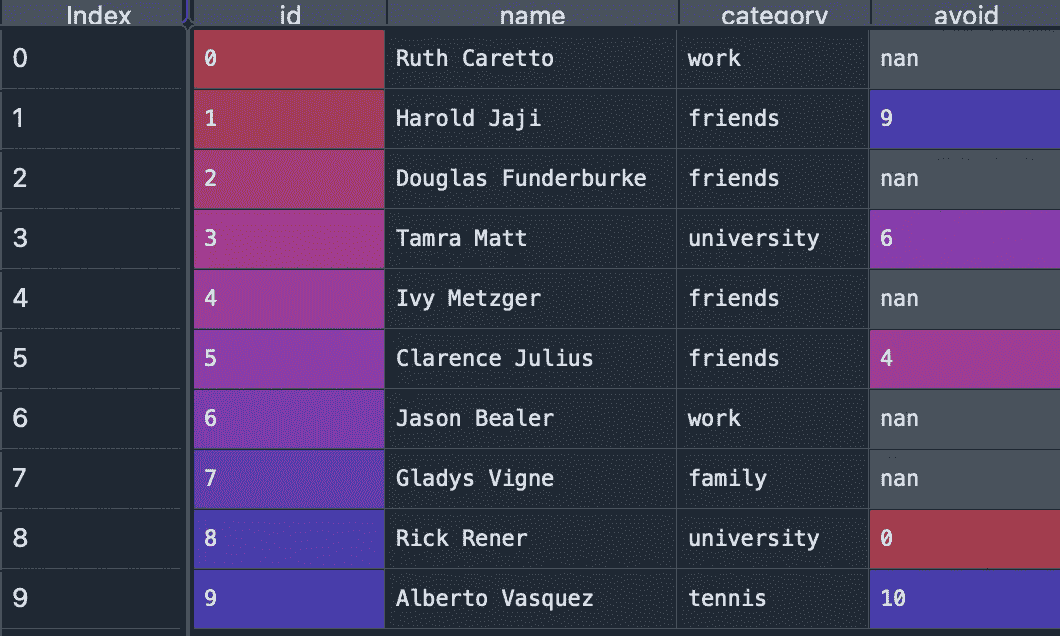 Index id name category avoid
0 0 Ruth Caretto work nan
1 1 Harold Jaji friends 9
2 2 Douglas Funderburke friends nan
3 3 Tamra Matt university 6
4 4 Ivy Metzger friends nan
5 5 Clarence Julius friends 4
6 6 Jason Bealer work nan
7 7 Gladys Vigne family nan
8 8 Rick Rener university 0
9 9 Alberto Vasquez tennis 10